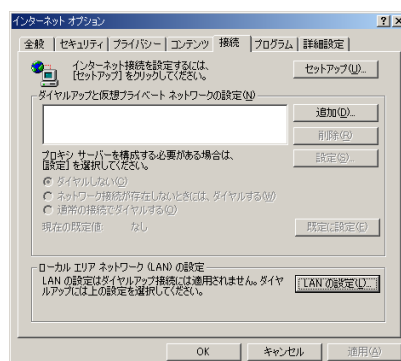 インターネット オプション
全般 セキュリティ プライバシー コンテンツ 接続 プログラム 詳細設定
インターネット接続を設定するには、
[セットアップ] をクリックしてください。
セットアップ(U)...
ダイヤルアップと仮想プライベート ネットワークの設定(N)
追加(D)...
削除(R)
プロキシ サーバーを構成する必要がある場合は、
[設定] を選択してください。
設定(S)...
ダイヤルしない(C)
ネットワーク接続が存在しないときには、ダイヤルする(W)
通常の接続でダイヤルする(O)
現在の既定値: なし
既定に設定(E)
ローカル エリア ネットワーク (LAN) の設定
LAN の設定はダイヤルアップ接続には適用されません。ダイヤ
ルアップには上の設定を選択してください。
LAN の設定(L)...
OK キャンセル 適用(A)